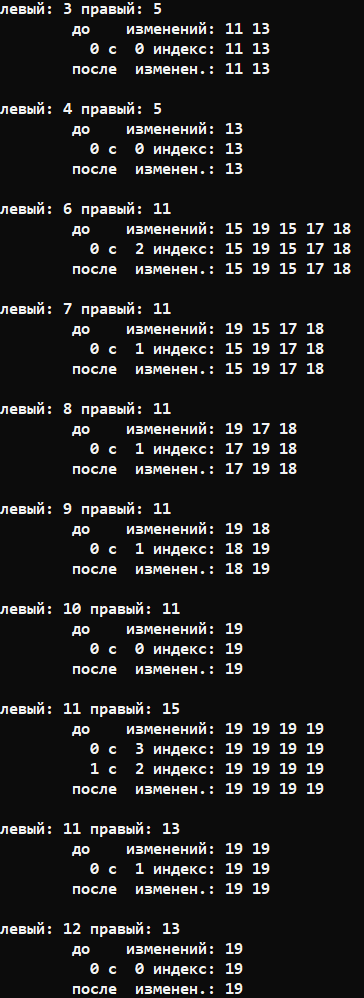 левый: 3 правый: 5
до    изменений: 11 13
0 с  0 индекс: 11 13
после  изменен.: 11 13
левый: 4 правый: 5
до    изменений: 13
0 с  0 индекс: 13
после  изменен.: 13
левый: 6 правый: 11
до    изменений: 15 19 15 17 18
0 с  2 индекс: 15 19 15 17 18
после  изменен.: 15 19 15 17 18
левый: 7 правый: 11
до    изменений: 19 15 17 18
0 с  1 индекс: 15 19 17 18
после  изменен.: 15 19 17 18
левый: 8 правый: 11
до    изменений: 19 17 18
0 с  1 индекс: 17 19 18
после  изменен.: 17 19 18
левый: 9 правый: 11
до    изменений: 19 18
0 с  1 индекс: 18 19
после  изменен.: 18 19
левый: 10 правый: 11
до    изменений: 19
0 с  0 индекс: 19
после  изменен.: 19
левый: 11 правый: 15
до    изменений: 19 19 19 19
0 с  3 индекс: 19 19 19 19
1 с  2 индекс: 19 19 19 19
после  изменен.: 19 19 19 19
левый: 11 правый: 13
до    изменений: 19 19
0 с  1 индекс: 19 19
после  изменен.: 19 19
левый: 12 правый: 13
до    изменений: 19
0 с  0 индекс: 19
после  изменен.: 19